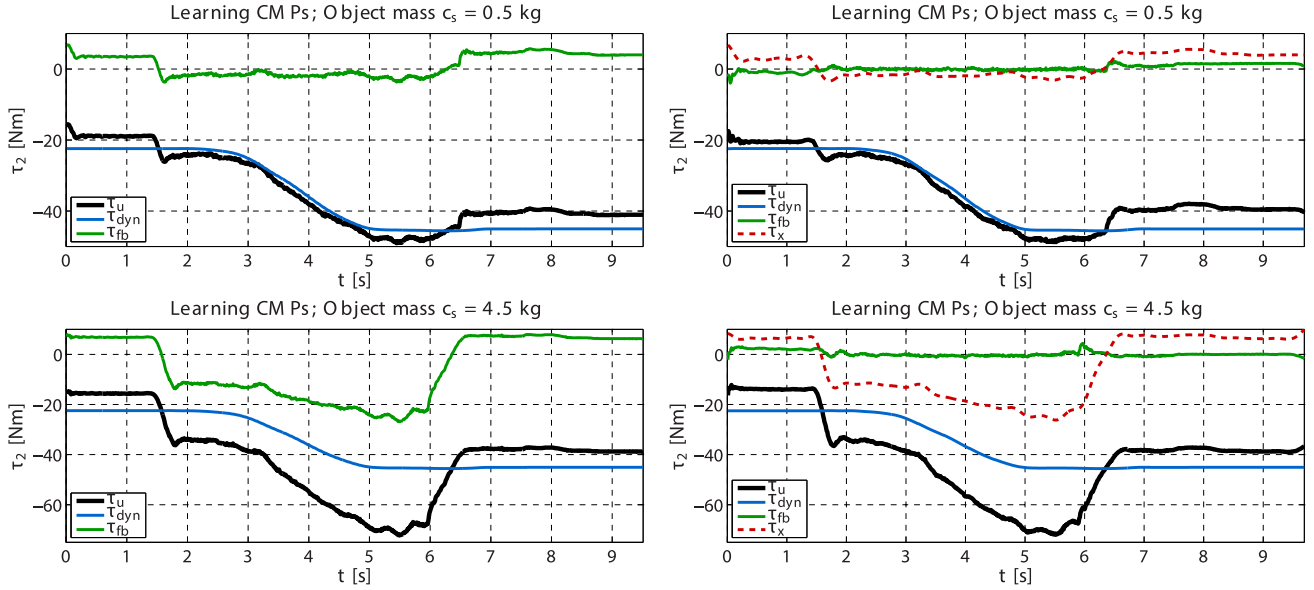 Learning CM Ps; Object mass c_s = 0.5 kg
0
−20
−40
τ_2 [Nm]
τ_u
τ_dyn
τ_fb
0 1 2 3 4 5 6 7 8 9
t [s]
Learning CM Ps; Object mass c_s = 0.5 kg
0
−20
−40
τ_2 [Nm]
τ_u
τ_dyn
τ_fb
τ_x
0 1 2 3 4 5 6 7 8 9
t [s]
Learning CM Ps; Object mass c_s = 4.5 kg
0
−20
−40
−60
τ_2 [Nm]
τ_u
τ_dyn
τ_fb
0 1 2 3 4 5 6 7 8 9
t [s]
Learning CM Ps; Object mass c_s = 4.5 kg
0
−20
−40
−60
τ_2 [Nm]
τ_u
τ_dyn
τ_fb
τ_x
0 1 2 3 4 5 6 7 8 9
t [s]